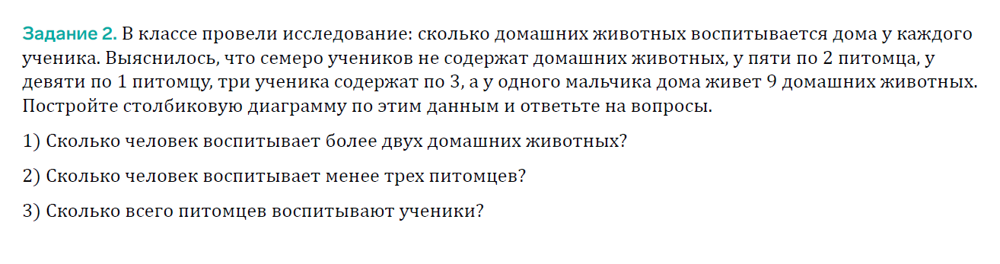 Задание 2. В классе провели исследование: сколько домашних животных воспитывается дома у каждого
ученика. Выяснилось, что семеро учеников не содержат домашних животных, у пяти по 2 питомца, у
девяти по 1 питомцу, три ученика содержат по 3, а у одного мальчика дома живет 9 домашних животных.
Постройте столбиковую диаграмму по этим данным и ответьте на вопросы.
1) Сколько человек воспитывает более двух домашних животных?
2) Сколько человек воспитывает менее трех питомцев?
3) Сколько всего питомцев воспитывают ученики?